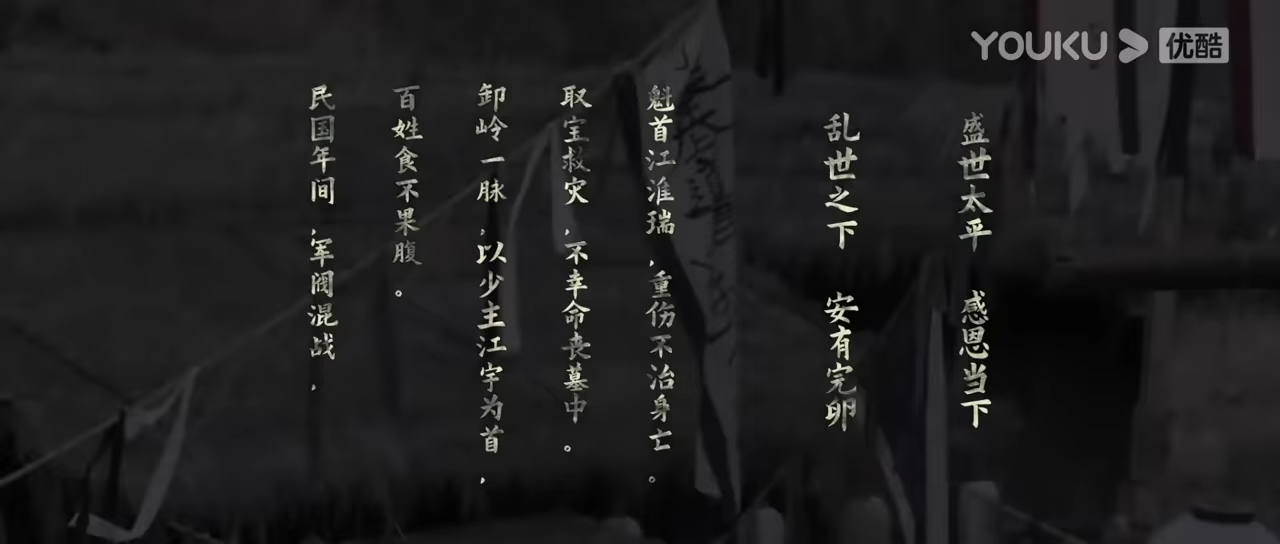 民国年间，军阀混战，
百姓食不果腹。
卸岭一脉，以少主江宇为首，
取宝救灾，不幸命丧墓中。
魁首江淮瑞，重伤不治身亡。
乱世之下 安有完卵
盛世太平 感恩当下
YOUKU 优酷